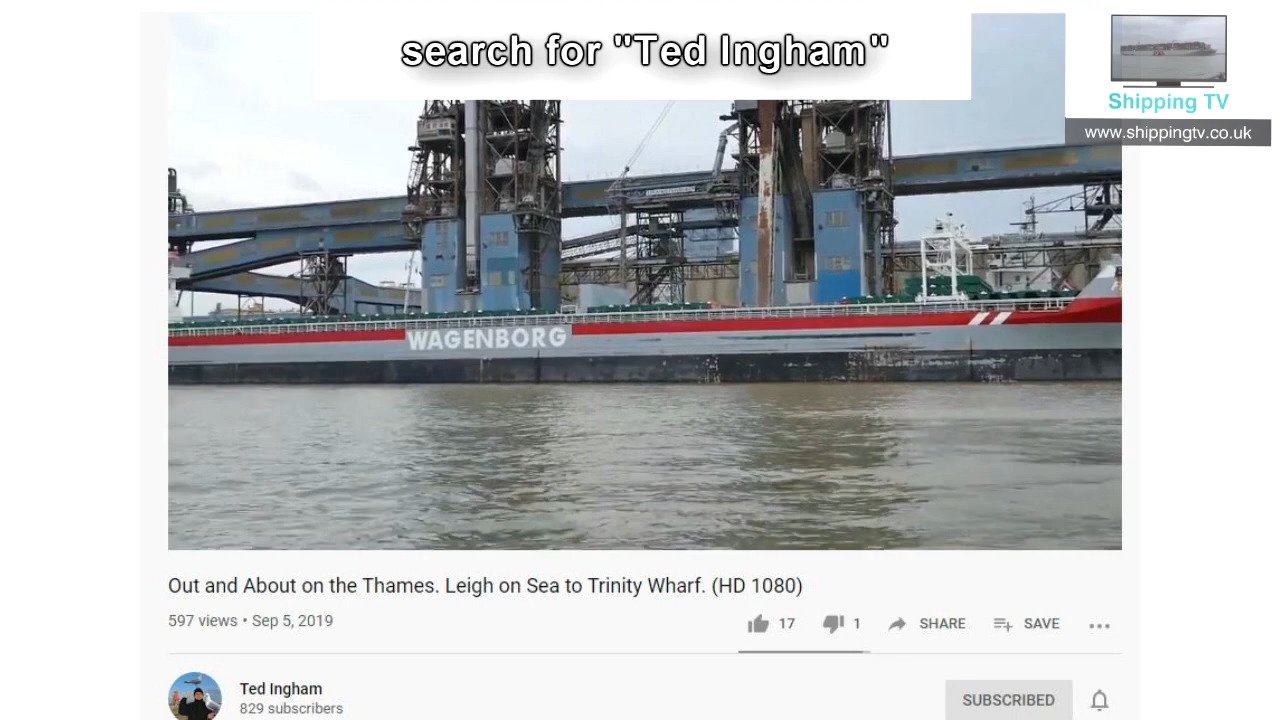 search for "Ted Ingham"
Shipping TV
www.shippingtv.co.uk
WAGENBORG
Out and About on the Thames. Leigh on Sea to Trinity Wharf. (HD 1080)
597 views • Sep 5, 2019
17 1 SHARE SAVE
Ted Ingham
829 subscribers
SUBSCRIBED